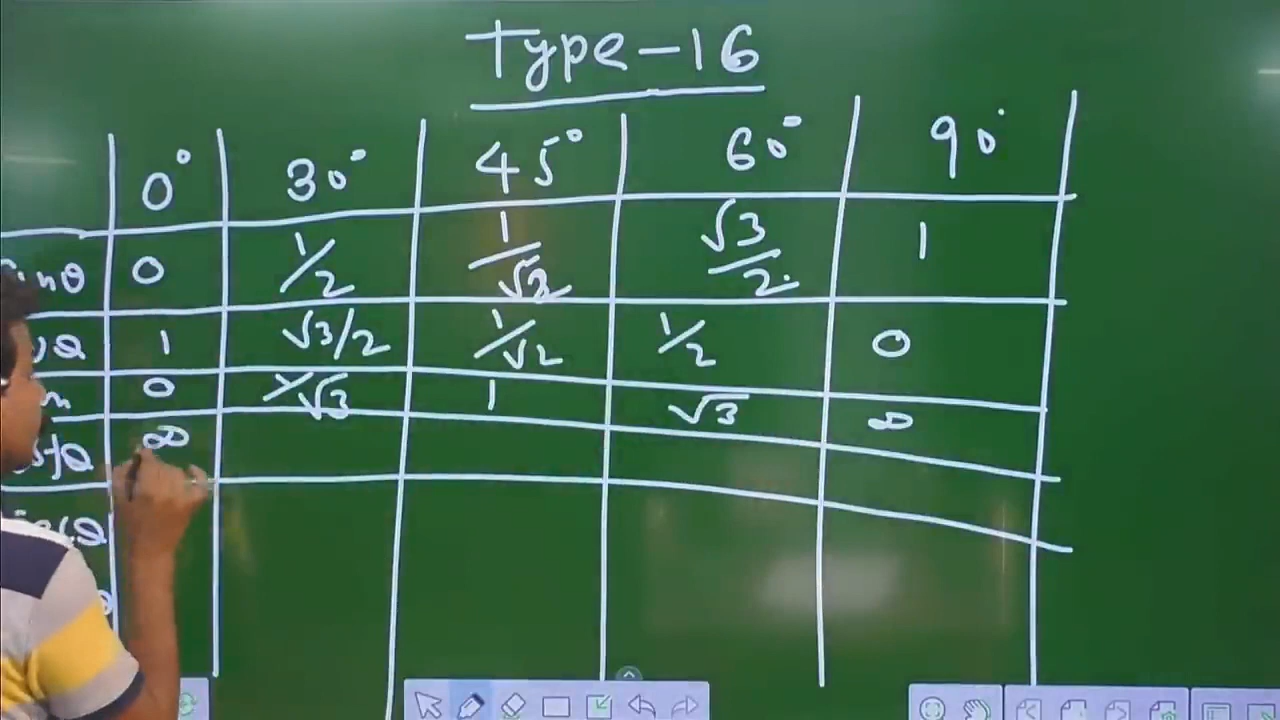 Type-16
0° 30° 45° 60° 90°
0 1/2 1/√2 √3/2 1
1 √3/2 1/√2 1/2 0
0 1/√3 1 √3 ∞
∞